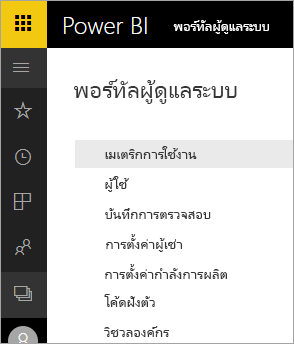 Power BI พอร์ทัลผู้ดูแลระบบ
พอร์ทัลผู้ดูแลระบบ
เมตริกการใช้งาน
ผู้ใช้
บันทึกการตรวจสอบ
การตั้งค่าผู้เช่า
การตั้งค่ากำลังการผลิต
โค้ดฝังตัว
วิชวลองค์กร